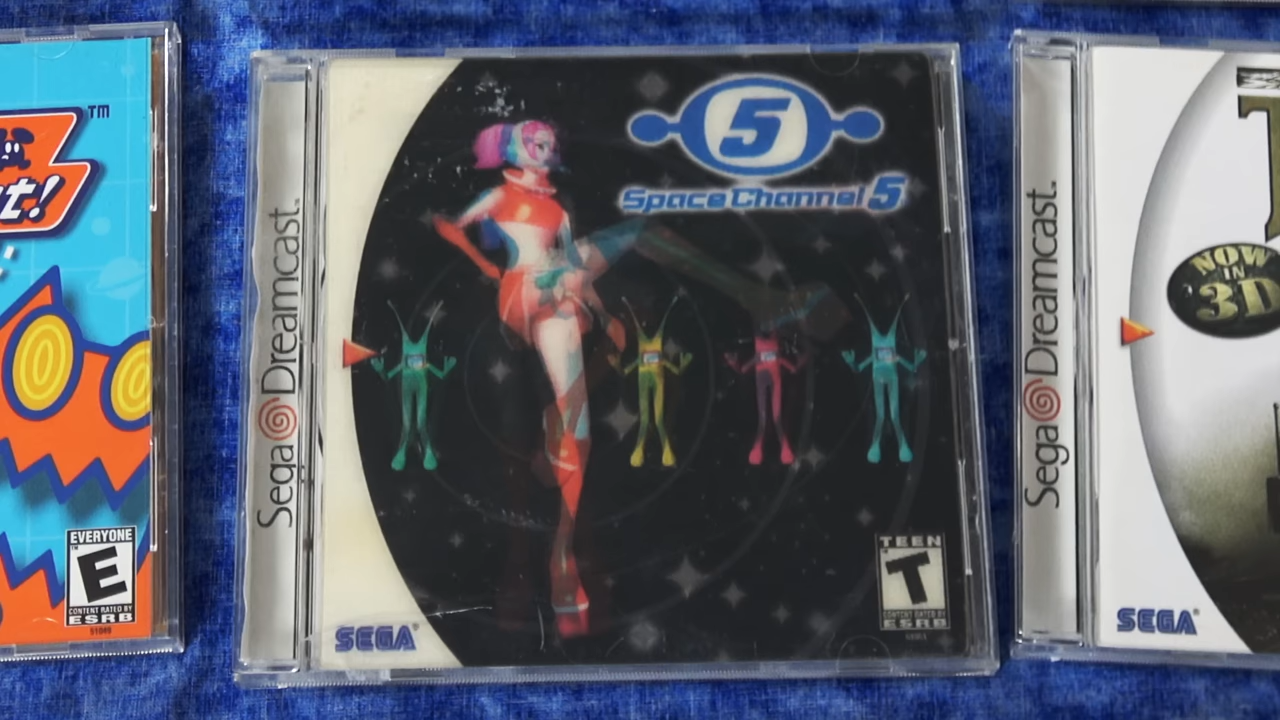 TM
t!
EVERYONE
E
CONTENT RATED BY
ESRB
51049
Sega Dreamcast
5
Space Channel 5
TEEN
T
CONTENT RATED BY
ESRB
SEGA®
Sega Dreamcast
NOW
IN
3D
SEGA®